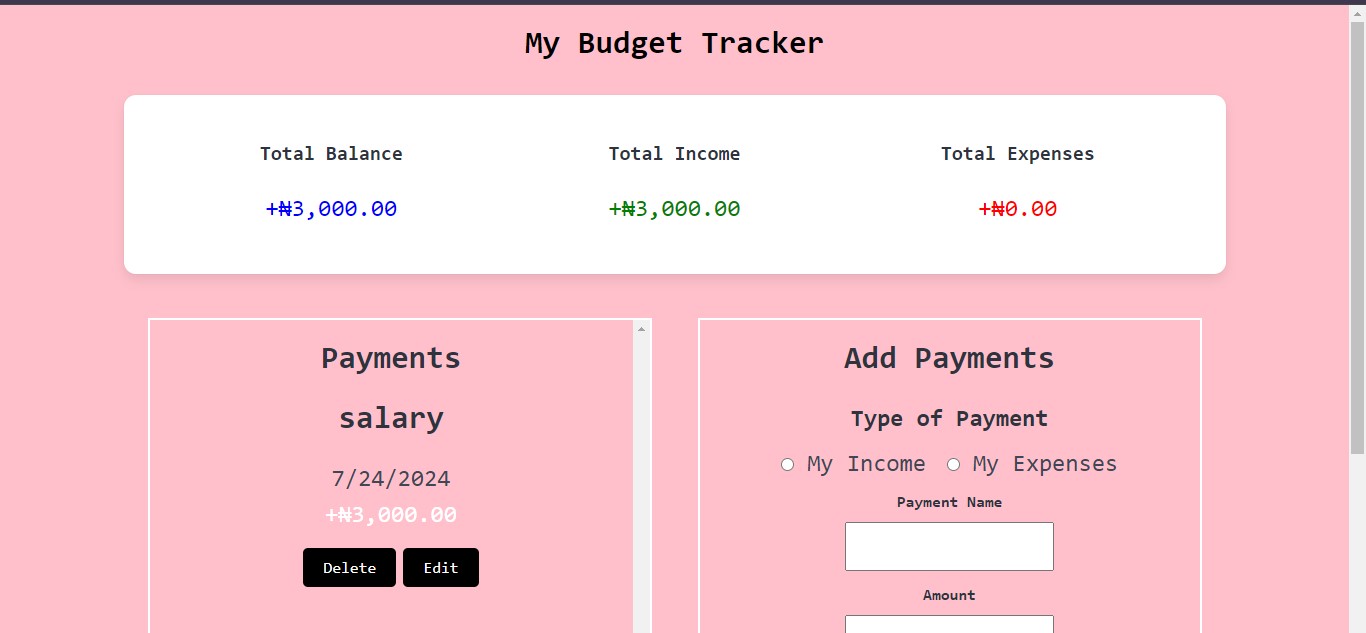 My Budget Tracker
Total Balance
+₦3,000.00
Total Income
+₦3,000.00
Total Expenses
+₦0.00
Payments
salary
7/24/2024
+₦3,000.00
Delete
Edit
Add Payments
Type of Payment
My Income
My Expenses
Payment Name
Amount